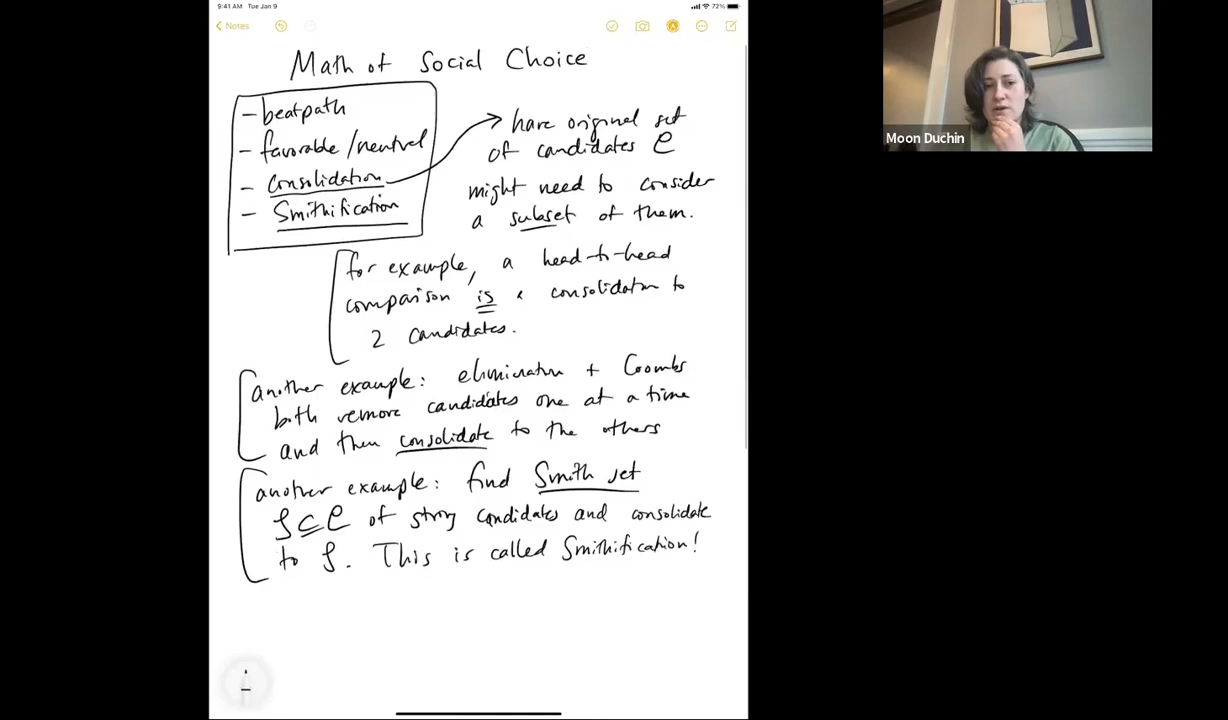 9:41 AM Tue Jan 9
72%
Notes
Math of Social Choice
- beatpath
- favorable/neutral
- Consolidation
- Smithification
have original set
of candidates C
might need to consider
a subset of them.
for example, a head-to-head
comparison is a consolidation to
2 candidates.
another example: elimination + Coombs
both remove candidates one at a time
and then consolidate to the others
another example: find Smith set
S ⊆ C of strong candidates and consolidate
to S. This is called Smithification!
Moon Duchin